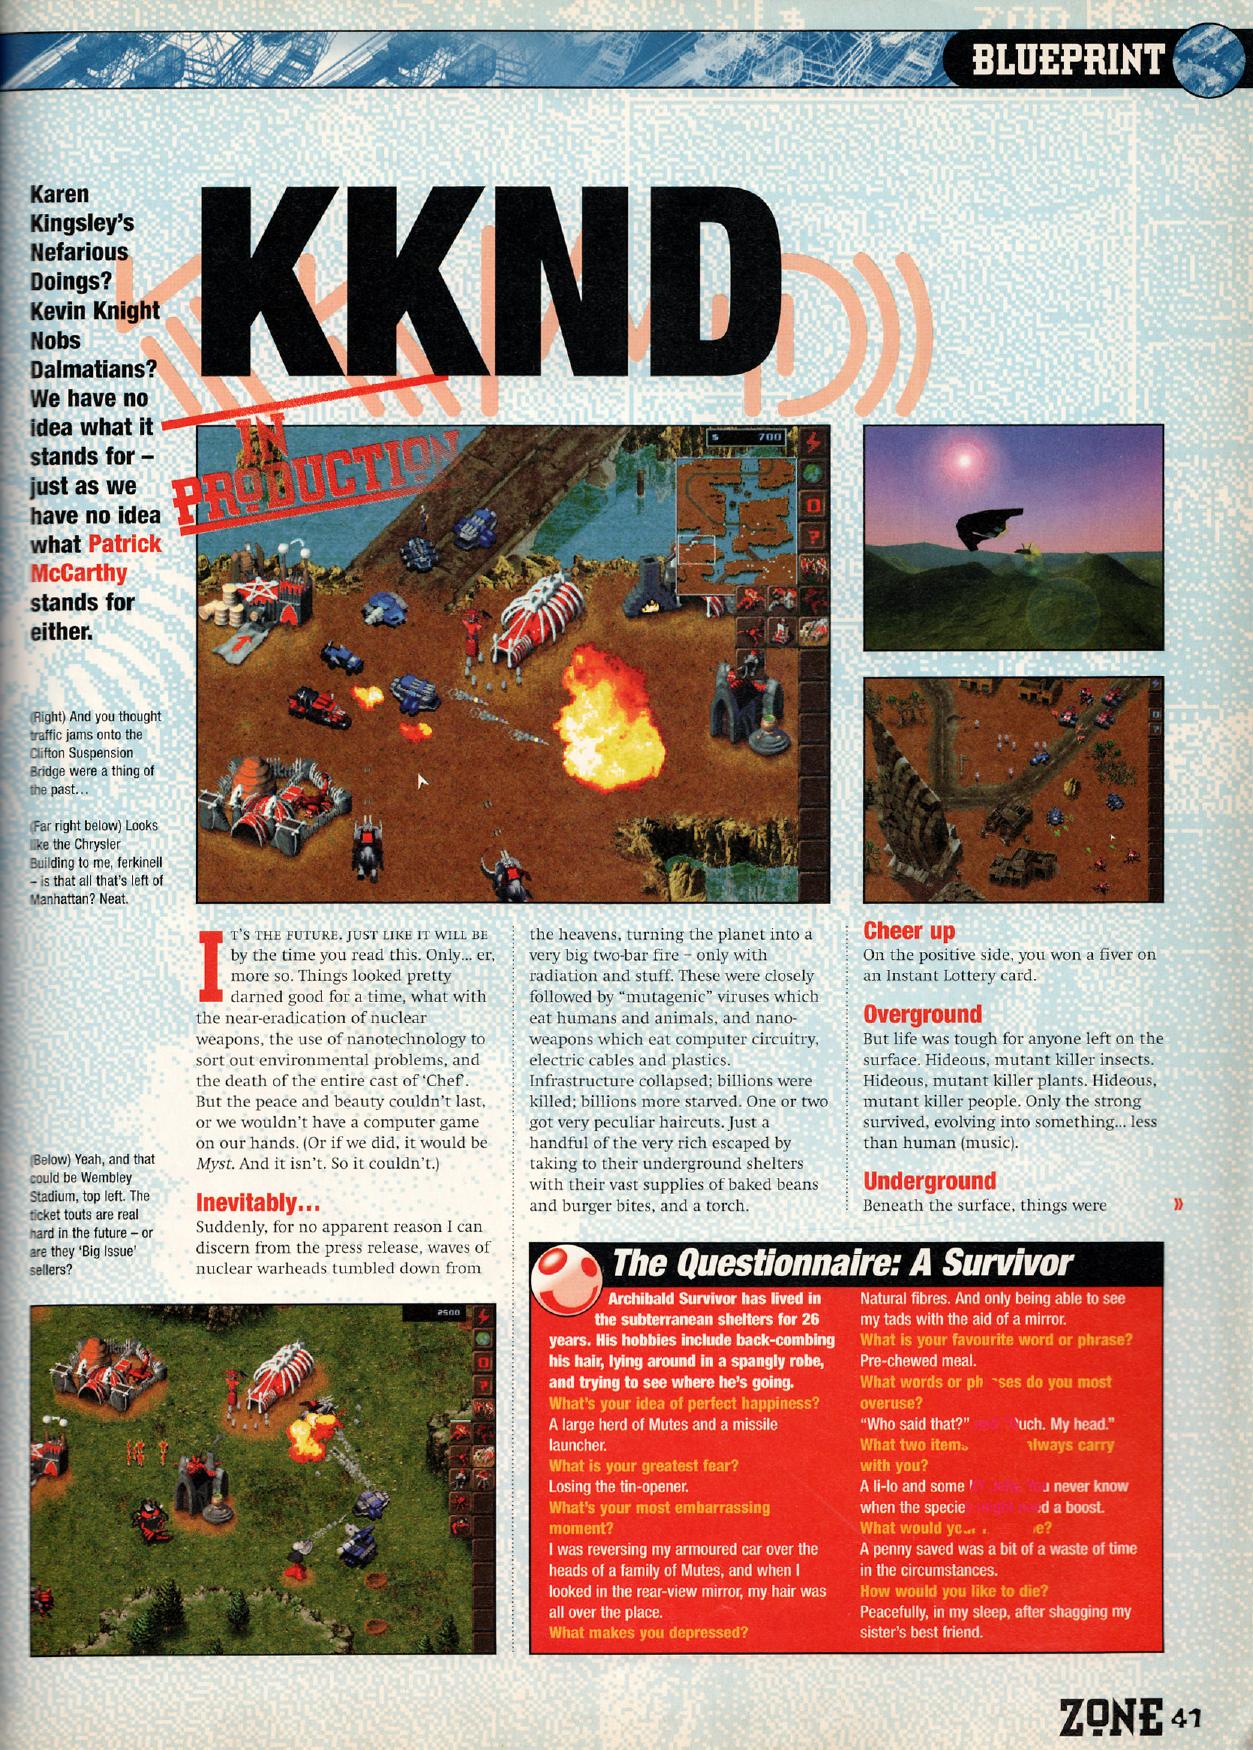 BLUEPRINT
KKND
Karen
Kingsley's
Nefarious
Doings?
Kevin Knight
Nobs
Dalmatians?
We have no
idea what it
stands for –
just as we
have no idea
what Patrick
McCarthy
stands for
either.
IN
PRODUCTION
$ 700
(Right) And you thought
traffic jams onto the
Clifton Suspension
Bridge were a thing of
the past...
(Far right below) Looks
like the Chrysler
Building to me, ferkinell
– is that all that's left of
Manhattan? Neat.
(Below) Yeah, and that
could be Wembley
Stadium, top left. The
ticket touts are real
hard in the future – or
are they 'Big Issue'
sellers?
2500
IT'S THE FUTURE. JUST LIKE IT WILL BE
by the time you read this. Only... er,
more so. Things looked pretty
darned good for a time, what with
the near-eradication of nuclear
weapons, the use of nanotechnology to
sort out environmental problems, and
the death of the entire cast of 'Chef'.
But the peace and beauty couldn't last,
or we wouldn't have a computer game
on our hands. (Or if we did, it would be
Myst. And it isn't. So it couldn't.)
Inevitably...
Suddenly, for no apparent reason I can
discern from the press release, waves of
nuclear warheads tumbled down from
the heavens, turning the planet into a
very big two-bar fire – only with
radiation and stuff. These were closely
followed by "mutagenic" viruses which
eat humans and animals, and nano-
weapons which eat computer circuitry,
electric cables and plastics.
Infrastructure collapsed; billions were
killed; billions more starved. One or two
got very peculiar haircuts. Just a
handful of the very rich escaped by
taking to their underground shelters
with their vast supplies of baked beans
and burger bites, and a torch.
Cheer up
On the positive side, you won a fiver on
an Instant Lottery card.
Overground
But life was tough for anyone left on the
surface. Hideous, mutant killer insects.
Hideous, mutant killer plants. Hideous,
mutant killer people. Only the strong
survived, evolving into something... less
than human (music).
Underground
Beneath the surface, things were »
The Questionnaire: A Survivor
Archibald Survivor has lived in
the subterranean shelters for 26
years. His hobbies include back-combing
his hair, lying around in a spangly robe,
and trying to see where he's going.
What's your idea of perfect happiness?
A large herd of Mutes and a missile
launcher.
What is your greatest fear?
Losing the tin-opener.
What's your most embarrassing
moment?
I was reversing my armoured car over the
heads of a family of Mutes, and when I
looked in the rear-view mirror, my hair was
all over the place.
What makes you depressed?
Natural fibres. And only being able to see
my tads with the aid of a mirror.
What is your favourite word or phrase?
Pre-chewed meal.
What words or phrases do you most
overuse?
"Who said that?" and "Ouch. My head."
What two items always carry
with you?
A li-lo and some you never know
when the species might need a boost.
What would
A penny saved was a bit of a waste of time
in the circumstances.
How would you like to die?
Peacefully, in my sleep, after shagging my
sister's best friend.
ZONE 41